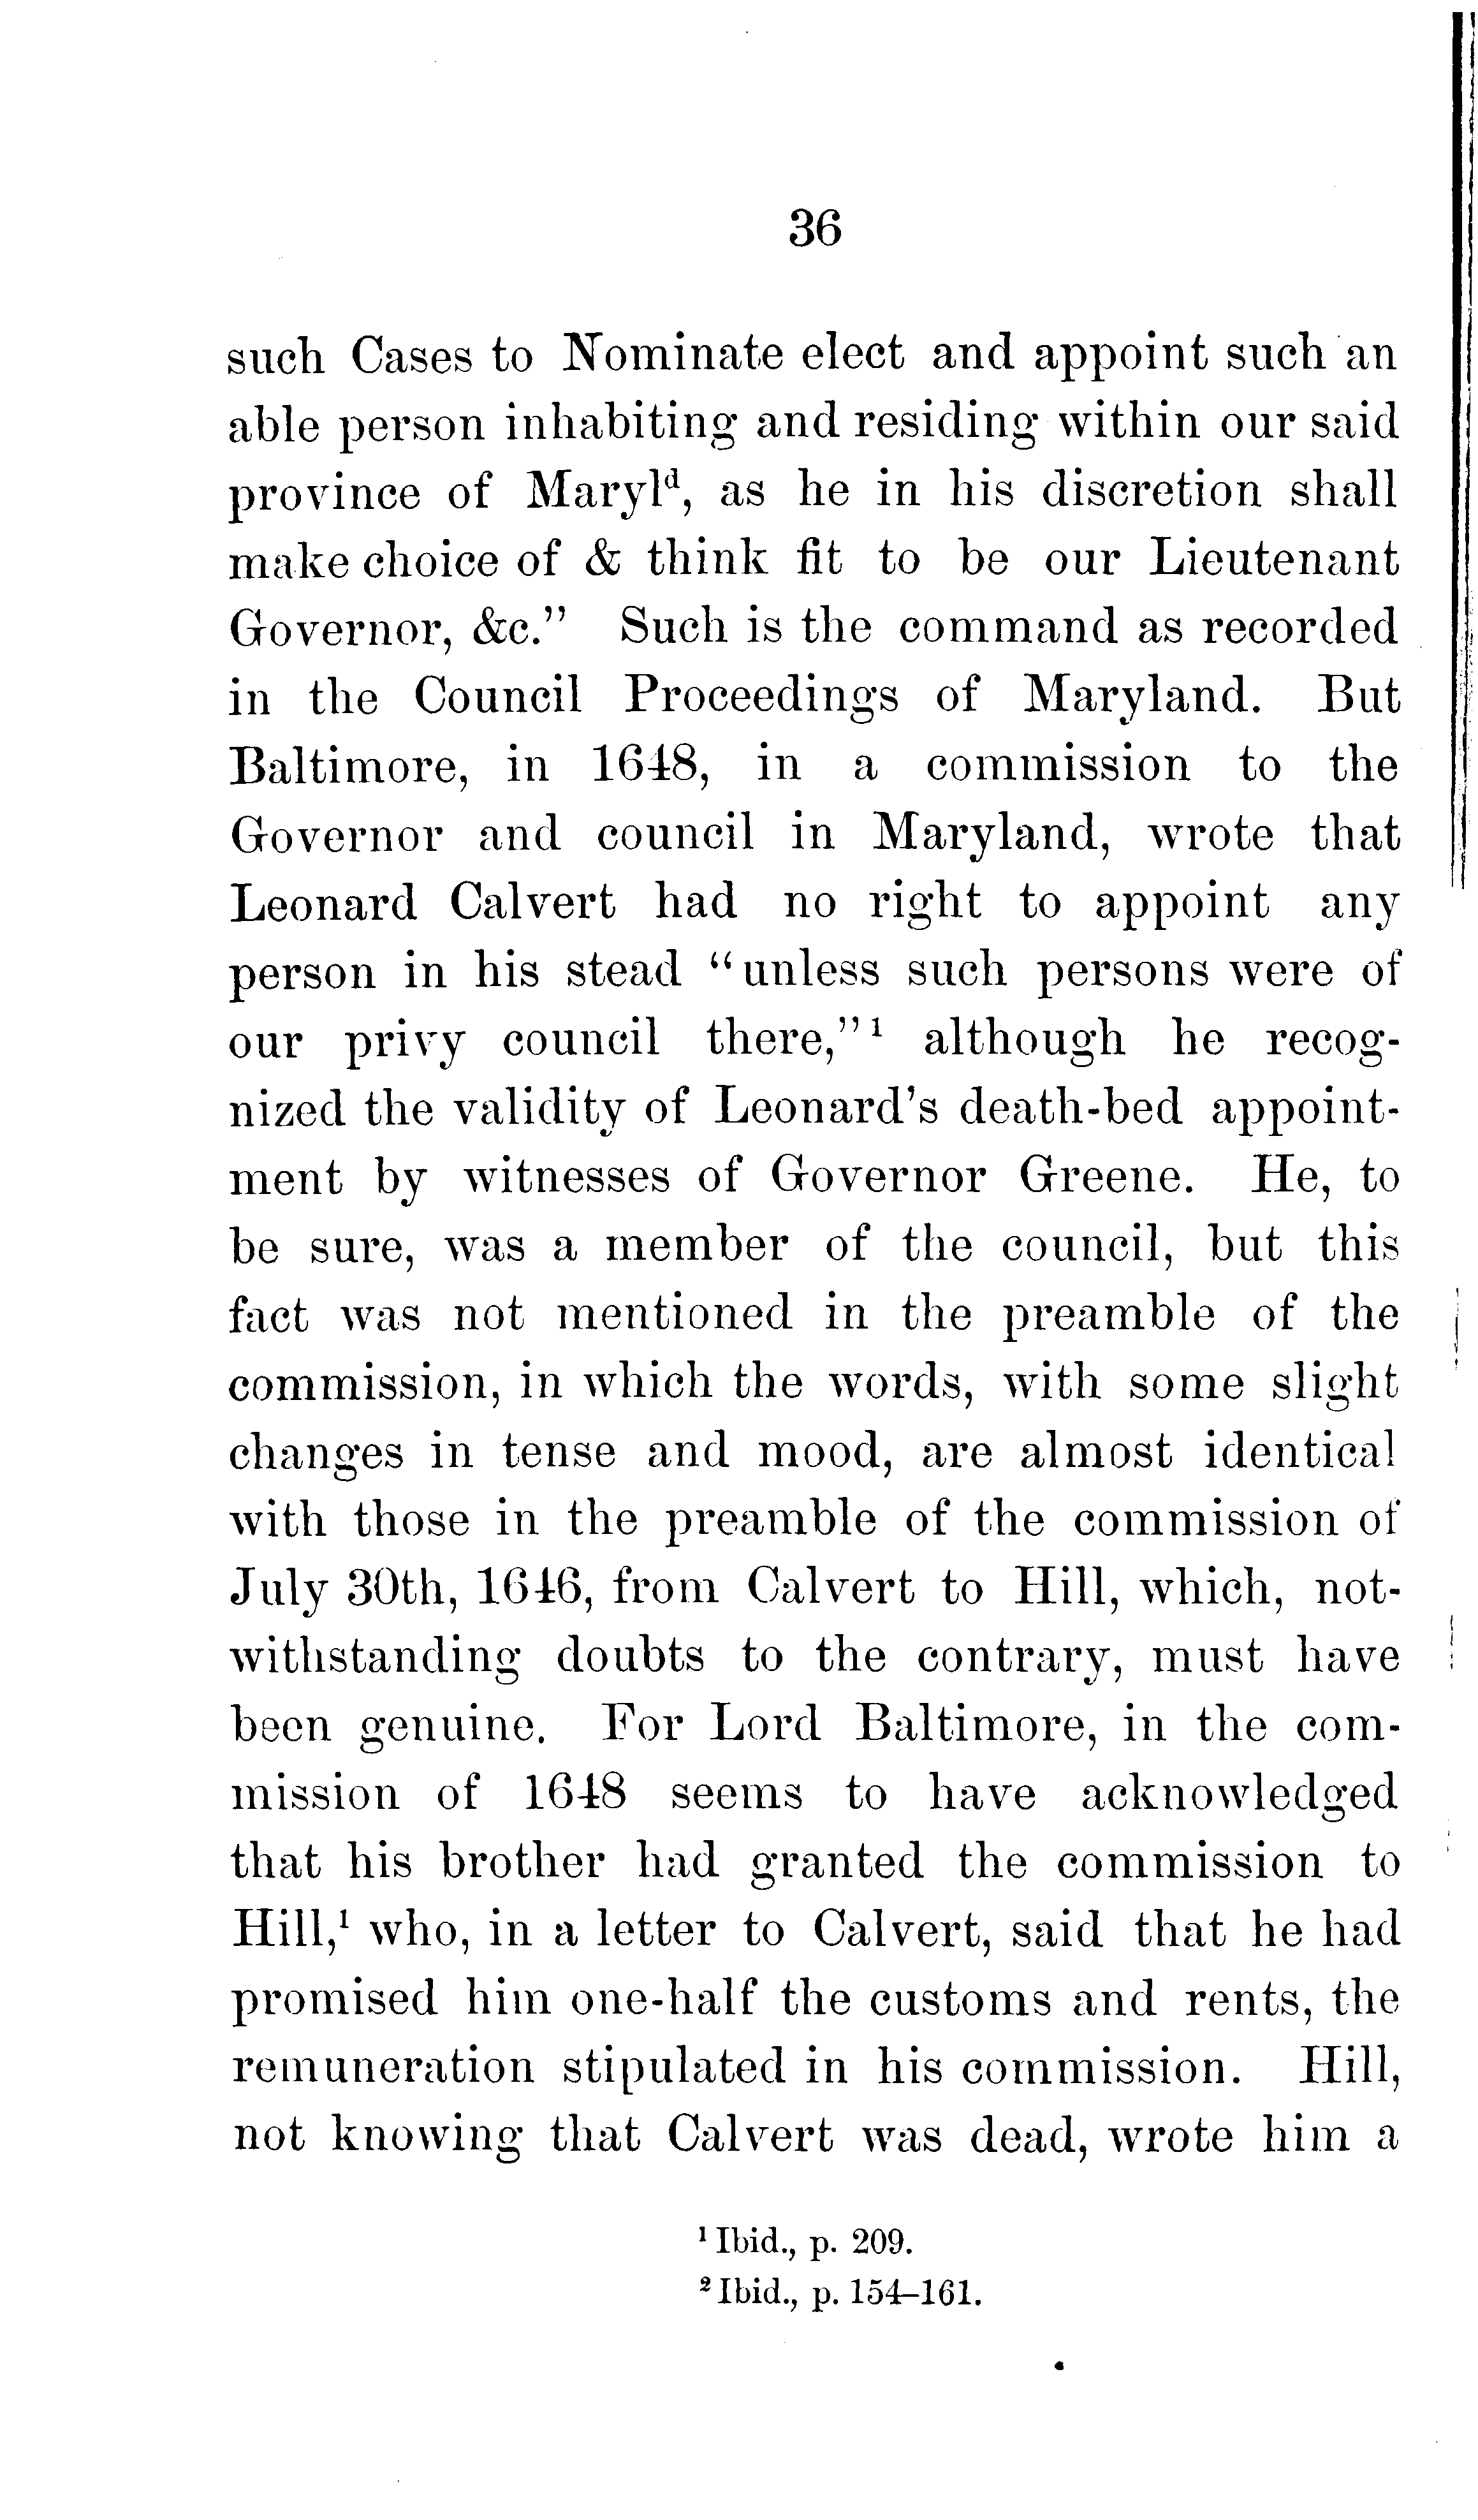 36
such Cases to Nominate elect and appoint such an
able person inhabiting and residing within our said
province of Marylᵈ, as he in his discretion shall
make choice of & think fit to be our Lieutenant
Governor, &c." Such is the command as recorded
in the Council Proceedings of Maryland. But
Baltimore, in 1648, in a commission to the
Governor and council in Maryland, wrote that
Leonard Calvert had no right to appoint any
person in his stead "unless such persons were of
our privy council there,"¹ although he recog-
nized the validity of Leonard's death-bed appoint-
ment by witnesses of Governor Greene. He, to
be sure, was a member of the council, but this
fact was not mentioned in the preamble of the
commission, in which the words, with some slight
changes in tense and mood, are almost identical
with those in the preamble of the commission of
July 30th, 1646, from Calvert to Hill, which, not-
withstanding doubts to the contrary, must have
been genuine. For Lord Baltimore, in the com-
mission of 1648 seems to have acknowledged
that his brother had granted the commission to
Hill,¹ who, in a letter to Calvert, said that he had
promised him one-half the customs and rents, the
remuneration stipulated in his commission. Hill,
not knowing that Calvert was dead, wrote him a
¹ Ibid., p. 209.
² Ibid., p. 154–161.